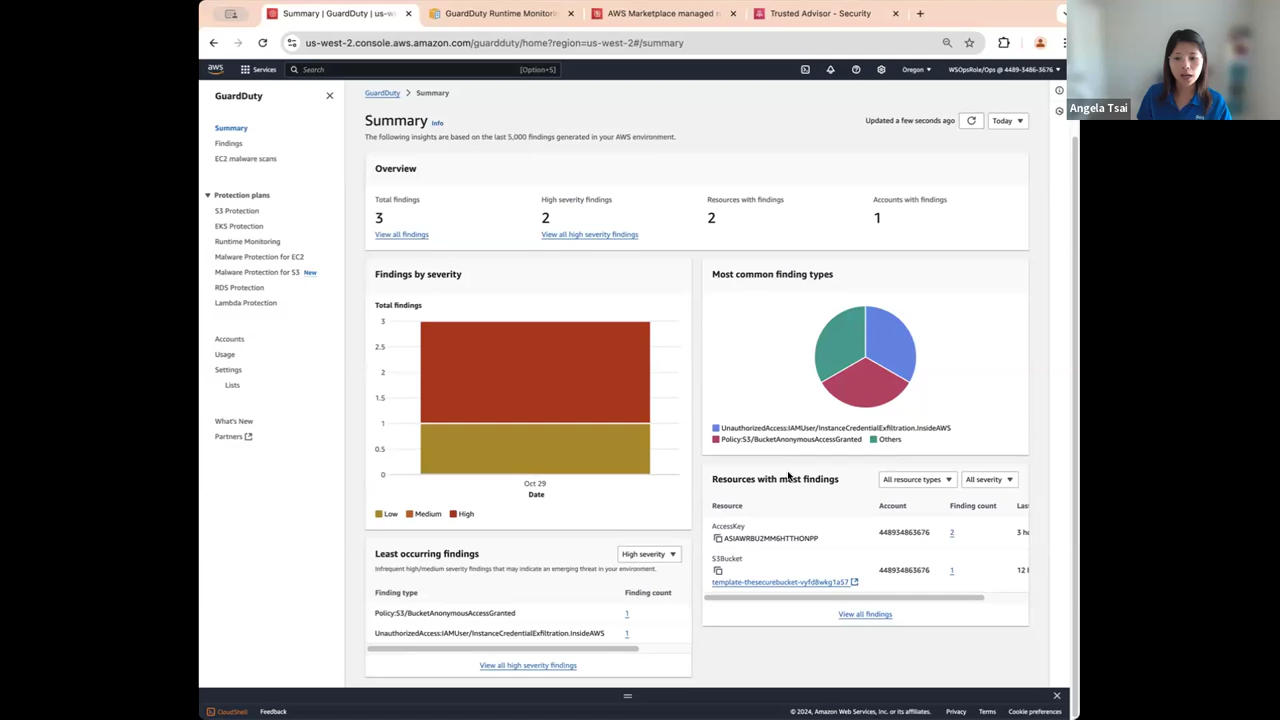 Summary | GuardDuty | us-w
GuardDuty Runtime Monitorin
AWS Marketplace managed r
Trusted Advisor - Security
us-west-2.console.aws.amazon.com/guardduty/home?region=us-west-2#/summary
aws
Services
Search
[Option+S]
Oregon
WSOpsRole/Ops @ 4489-3486-3676
Angela Tsai
GuardDuty
Summary
Findings
EC2 malware scans
Protection plans
S3 Protection
EKS Protection
Runtime Monitoring
Malware Protection for EC2
Malware Protection for S3 New
RDS Protection
Lambda Protection
Accounts
Usage
Settings
Lists
What's New
Partners
GuardDuty > Summary
Summary Info
Updated a few seconds ago
Today
The following insights are based on the last 5,000 findings generated in your AWS environment.
Overview
Total findings
3
View all findings
High severity findings
2
View all high severity findings
Resources with findings
2
Accounts with findings
1
Findings by severity
Total findings
3
2.5
2
1.5
1
0.5
0
Oct 29
Date
Low Medium High
Most common finding types
UnauthorizedAccess:IAMUser/InstanceCredentialExfiltration.InsideAWS
Policy:S3/BucketAnonymousAccessGranted Others
Least occurring findings
High severity
Infrequent high/medium severity findings that may indicate an emerging threat in your environment.
Finding type Finding count
Policy:S3/BucketAnonymousAccessGranted 1
UnauthorizedAccess:IAMUser/InstanceCredentialExfiltration.InsideAWS 1
View all high severity findings
Resources with most findings
All resource types
All severity
Resource Account Finding count Las
AccessKey
ASIAWRBU2MM6HTTHONPP 448934863676 2 3 h
S3Bucket
template-thesecurebucket-vyfd8wkg1a57 448934863676 1 12
View all findings
CloudShell
Feedback
© 2024, Amazon Web Services, Inc. or its affiliates.
Privacy
Terms
Cookie preferences